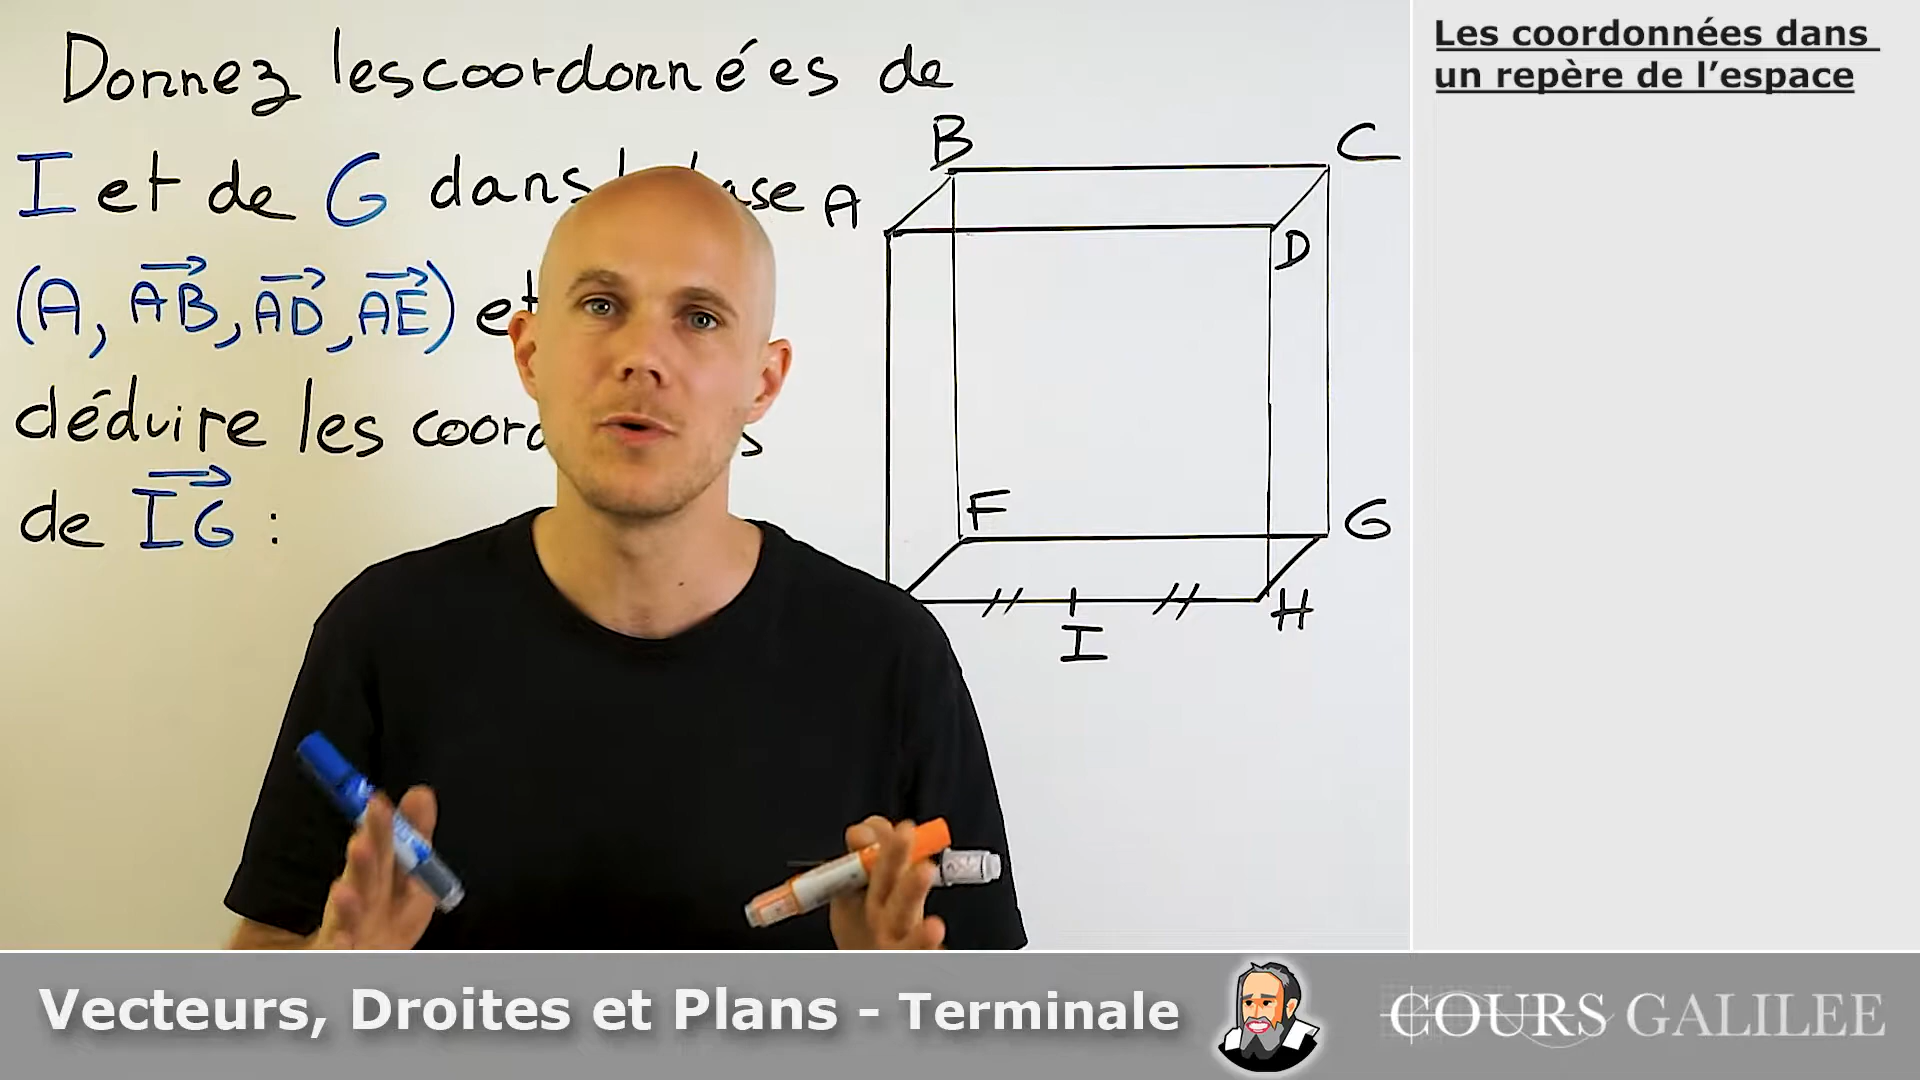 Donnez les coordonnées de
I et de G dans
(A, AB, AD, AE) et
déduire les
de IG :
B
C
A
D
F
G
H
I
Les coordonnées dans
un repère de l’espace
Vecteurs, Droites et Plans - Terminale
COURS GALILEE